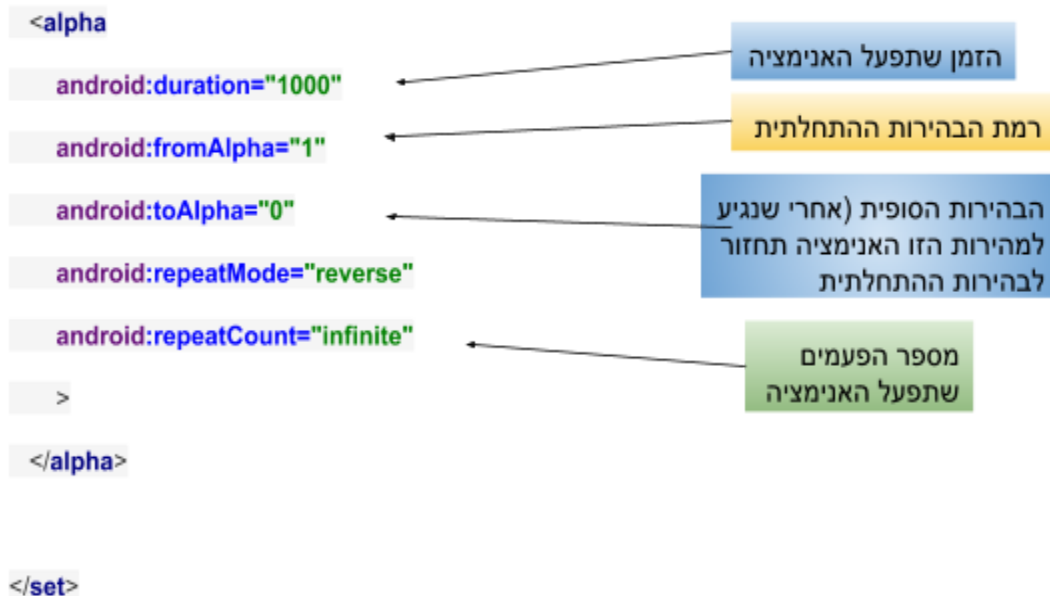 <alpha
android:duration="1000"
הזמן שתפעל האנימציה
android:fromAlpha="1"
רמת הבהירות ההתחלתית
android:toAlpha="0"
הבהירות הסופית (אחרי שנגיע
למהירות הזו האנימציה תחזור
לבהירות ההתחלתית
android:repeatMode="reverse"
android:repeatCount="infinite"
מספר הפעמים
שתפעל האנימציה
>
</alpha>
</set>